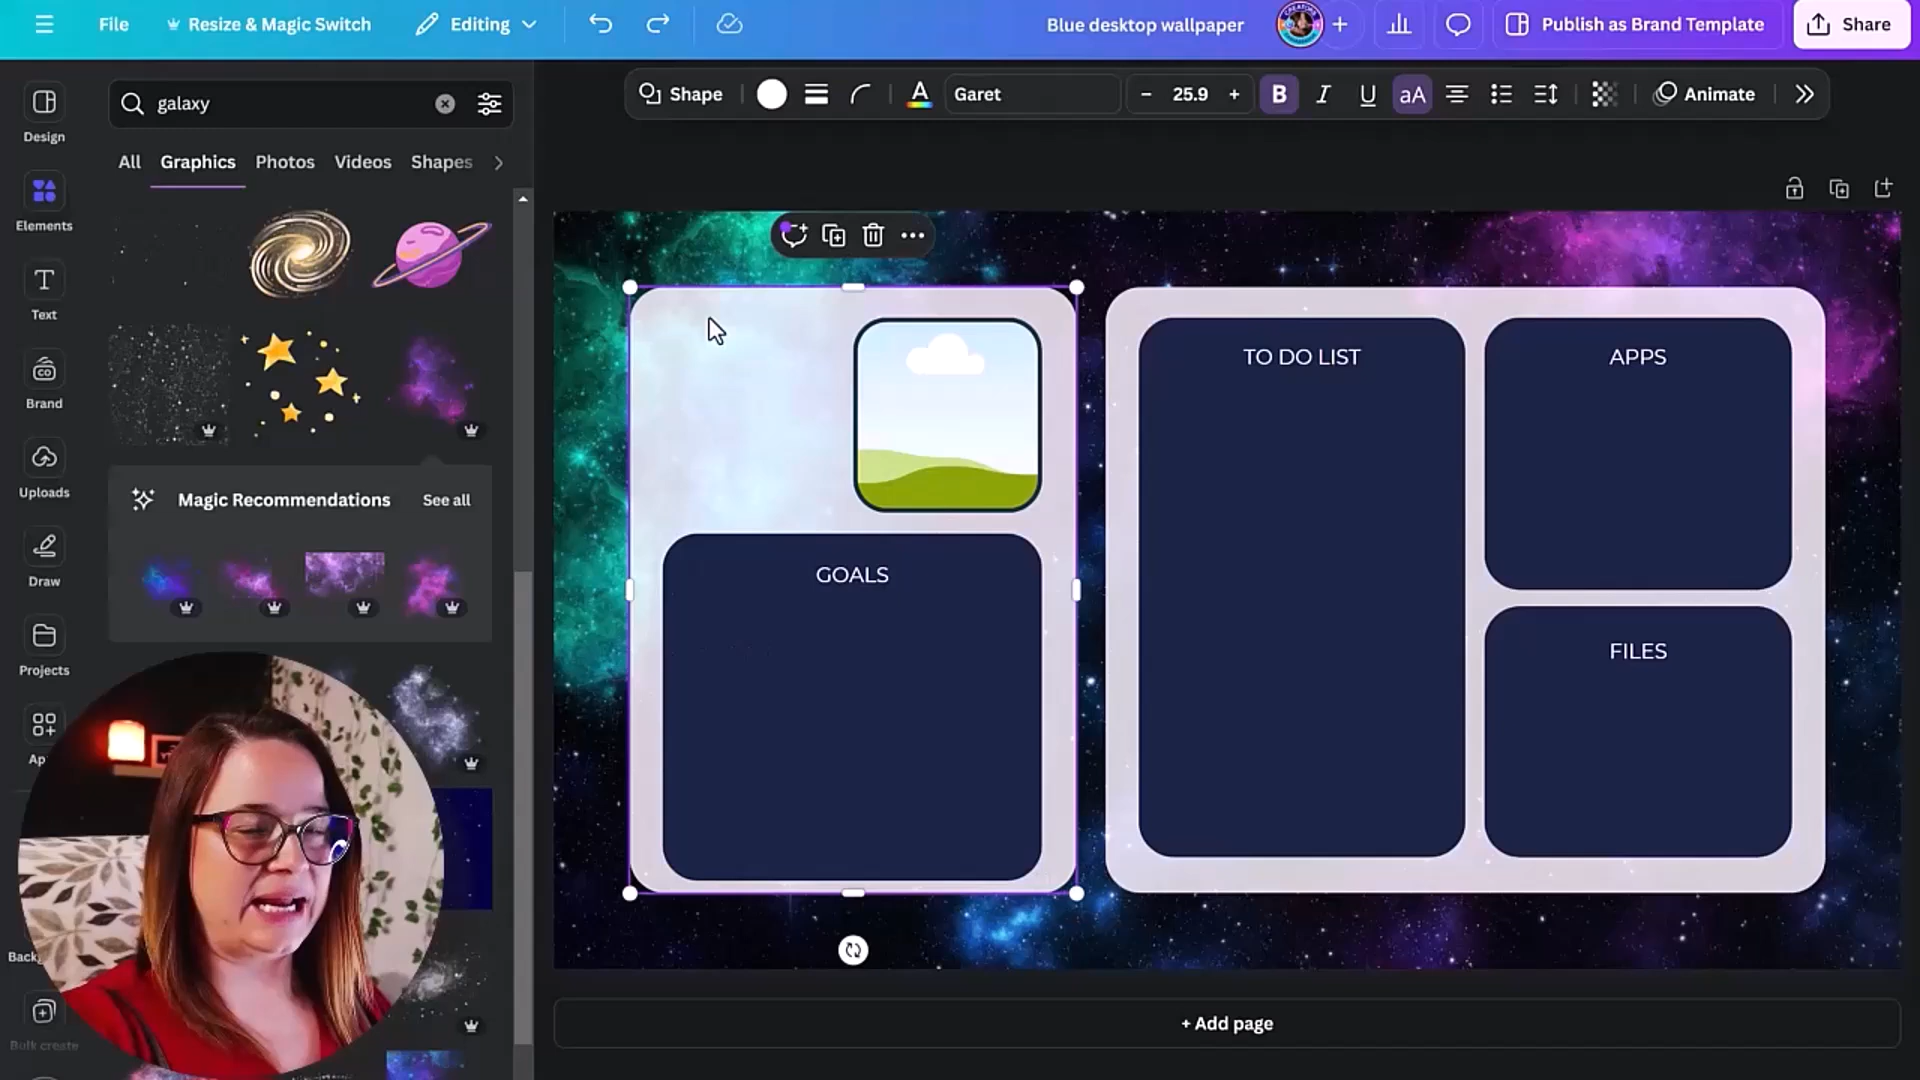 File
Resize & Magic Switch
Editing
Blue desktop wallpaper
Publish as Brand Template
Share
Design
Elements
Text
Brand
Uploads
Draw
Projects
galaxy
All
Graphics
Photos
Videos
Shapes
Magic Recommendations
See all
Shape
Garet
25.9
B
I
U
aA
Animate
GOALS
TO DO LIST
APPS
FILES
Bulk create
+ Add page